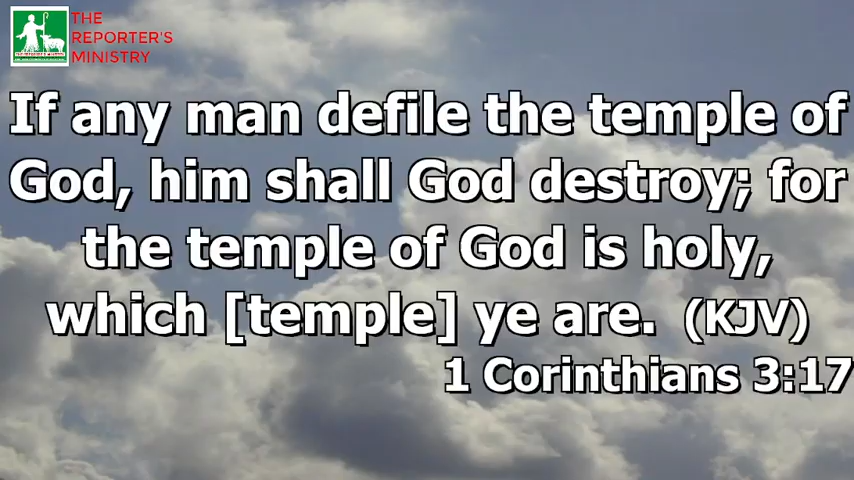 THE
REPORTER'S
MINISTRY
If any man defile the temple of
God, him shall God destroy; for
the temple of God is holy,
which [temple] ye are. (KJV)
1 Corinthians 3:17